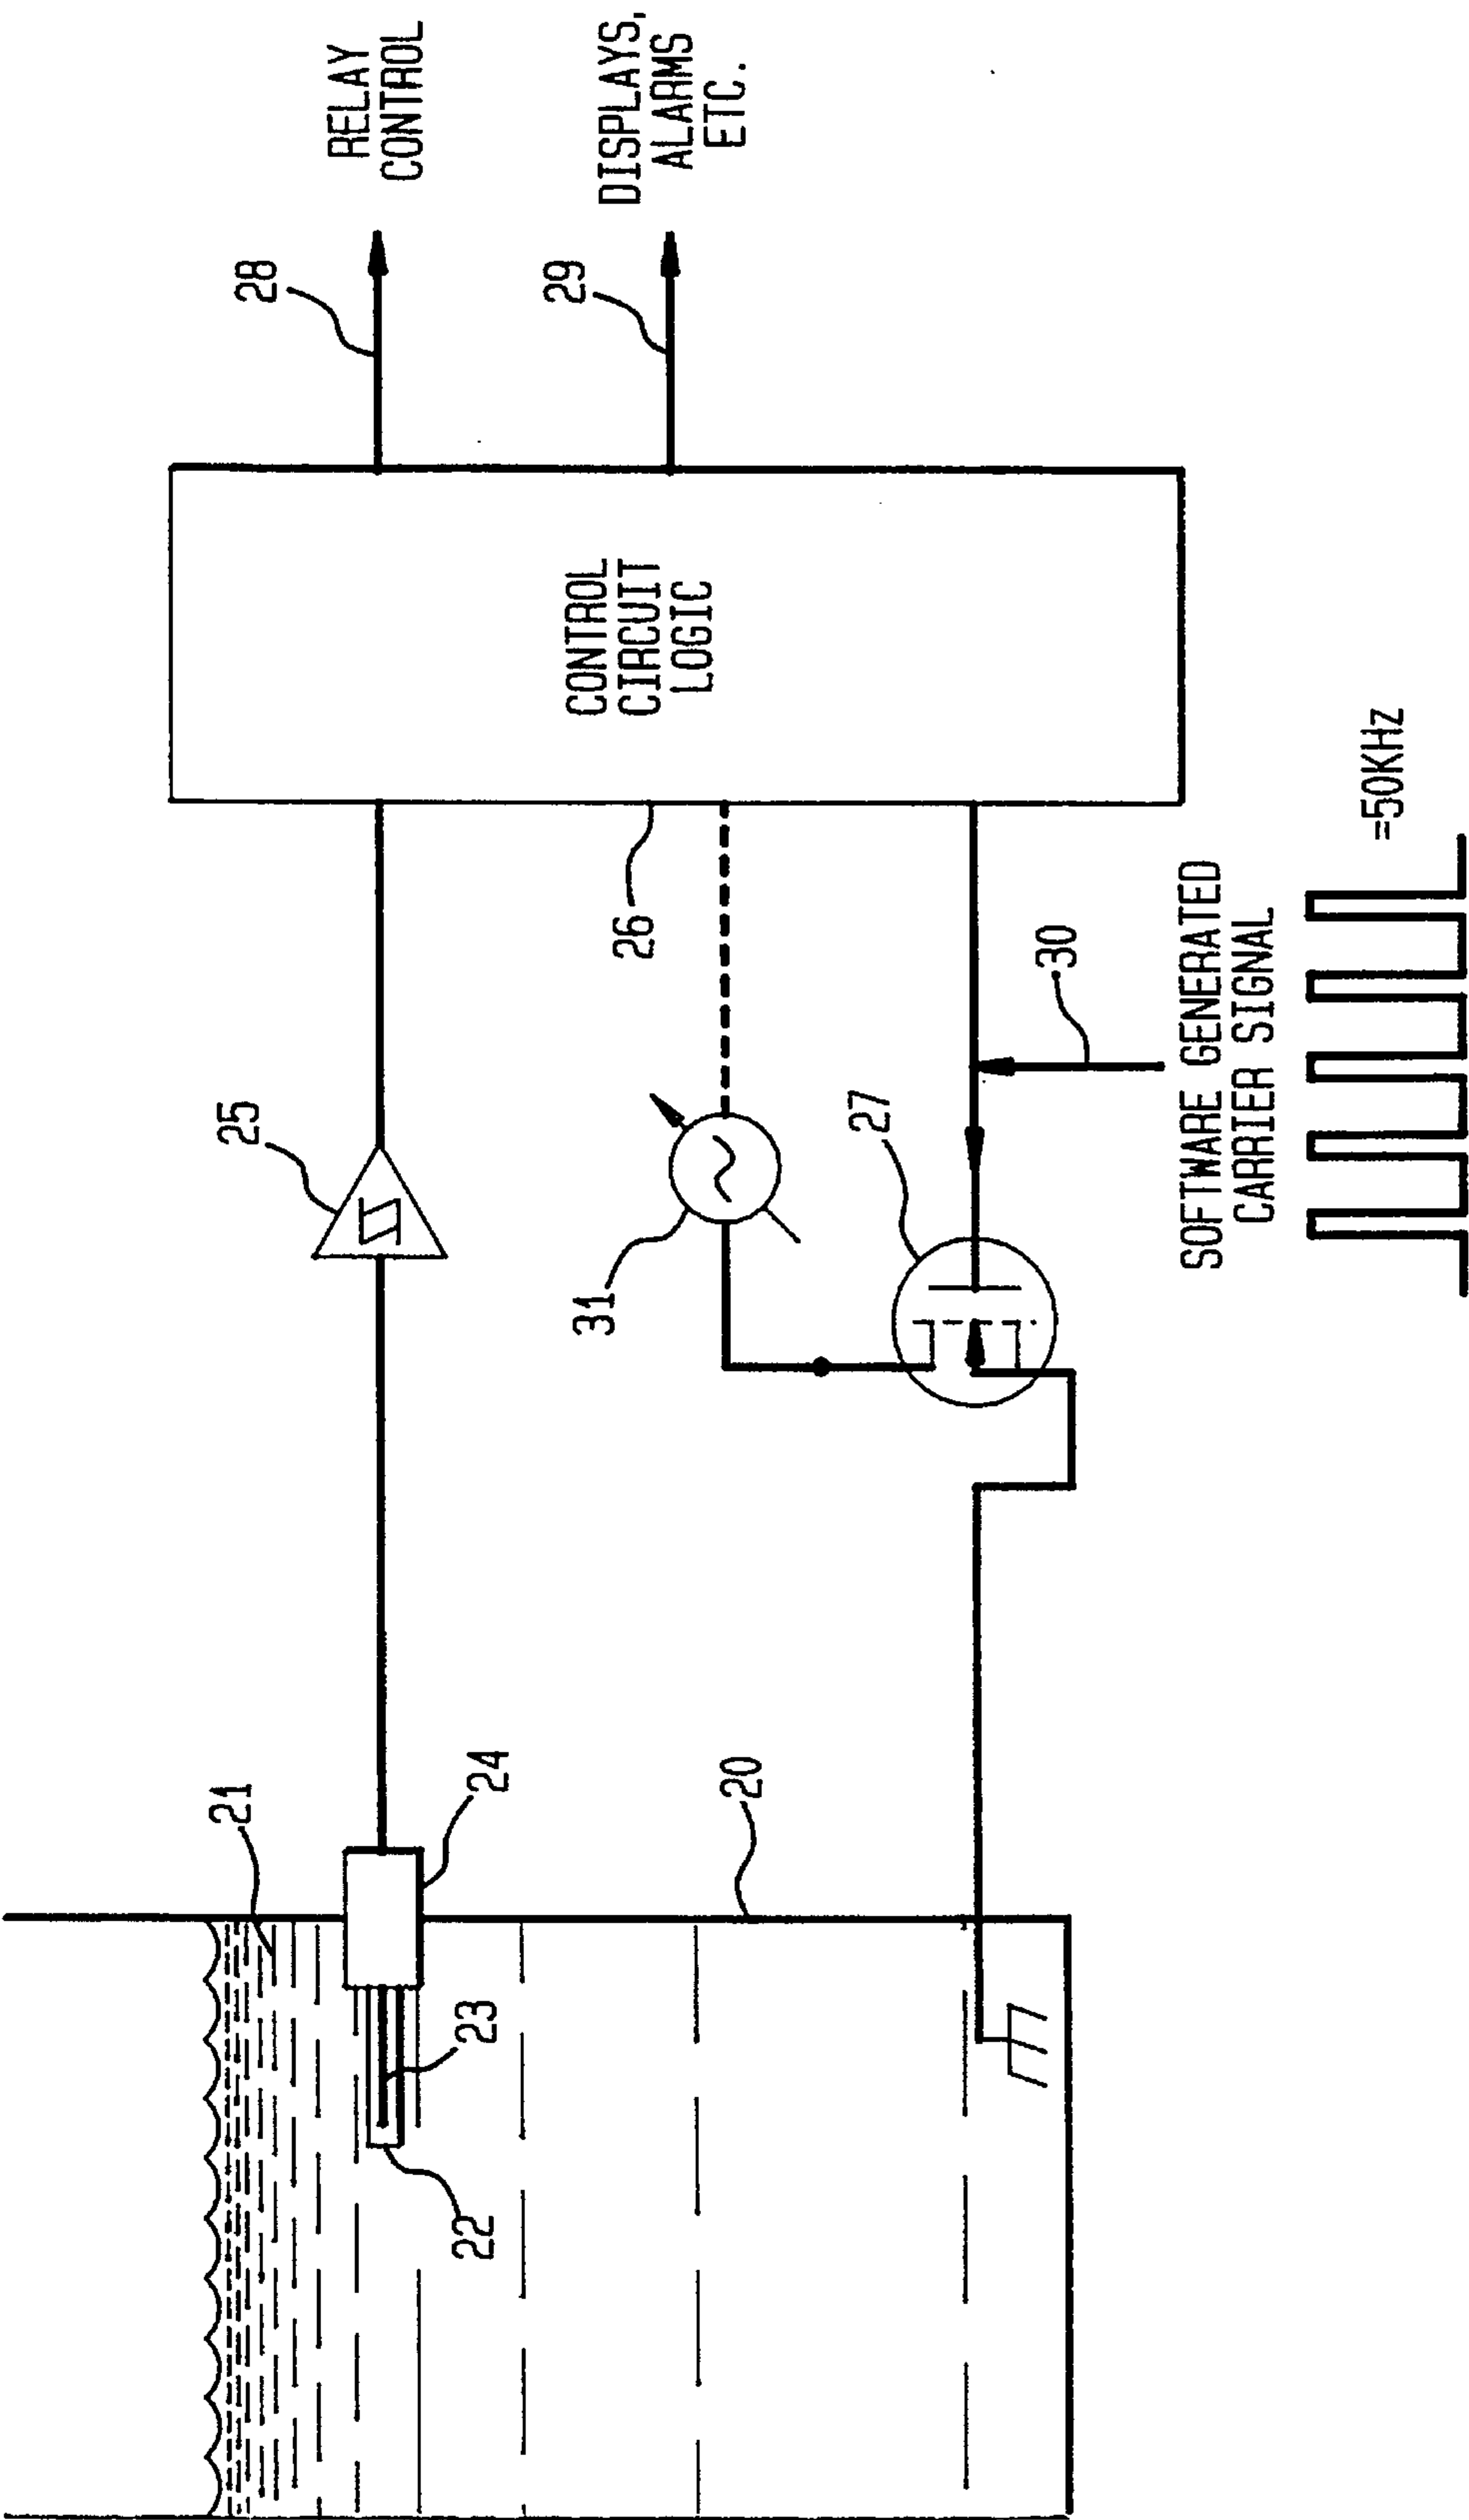 RELAY
CONTROL
28
DISPLAYS,
ALARMS
ETC.
29
CONTROL
CIRCUIT
LOGIC
26
25
31
27
30
SOFTWARE GENERATED
CARRIER SIGNAL
=50KHz
21
24
20
23
22